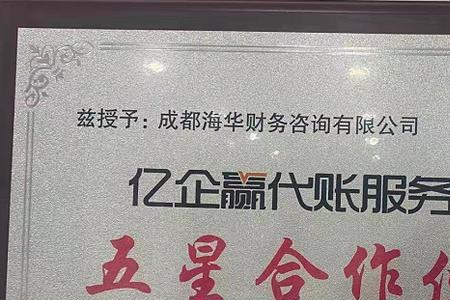 兹授予：成都海华财务咨询有限公司
亿企赢代账服务
五星合作